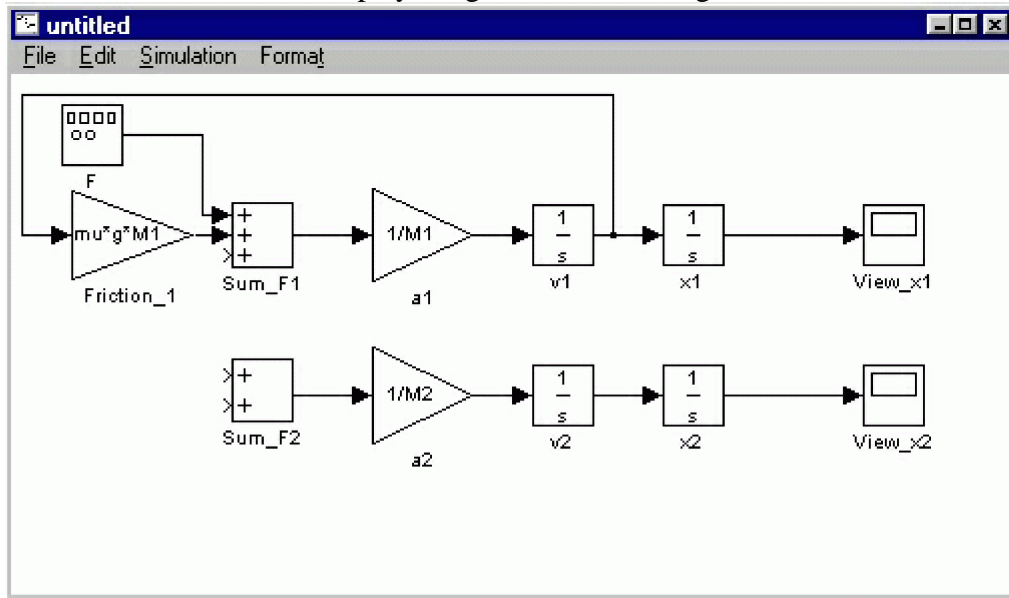 untitled
File Edit Simulation Format
F
mu*g*M1
Friction_1
+
+
+
Sum_F1
1/M1
a1
1
s
v1
1
s
x1
View_x1
+
+
Sum_F2
1/M2
a2
1
s
v2
1
s
x2
View_x2